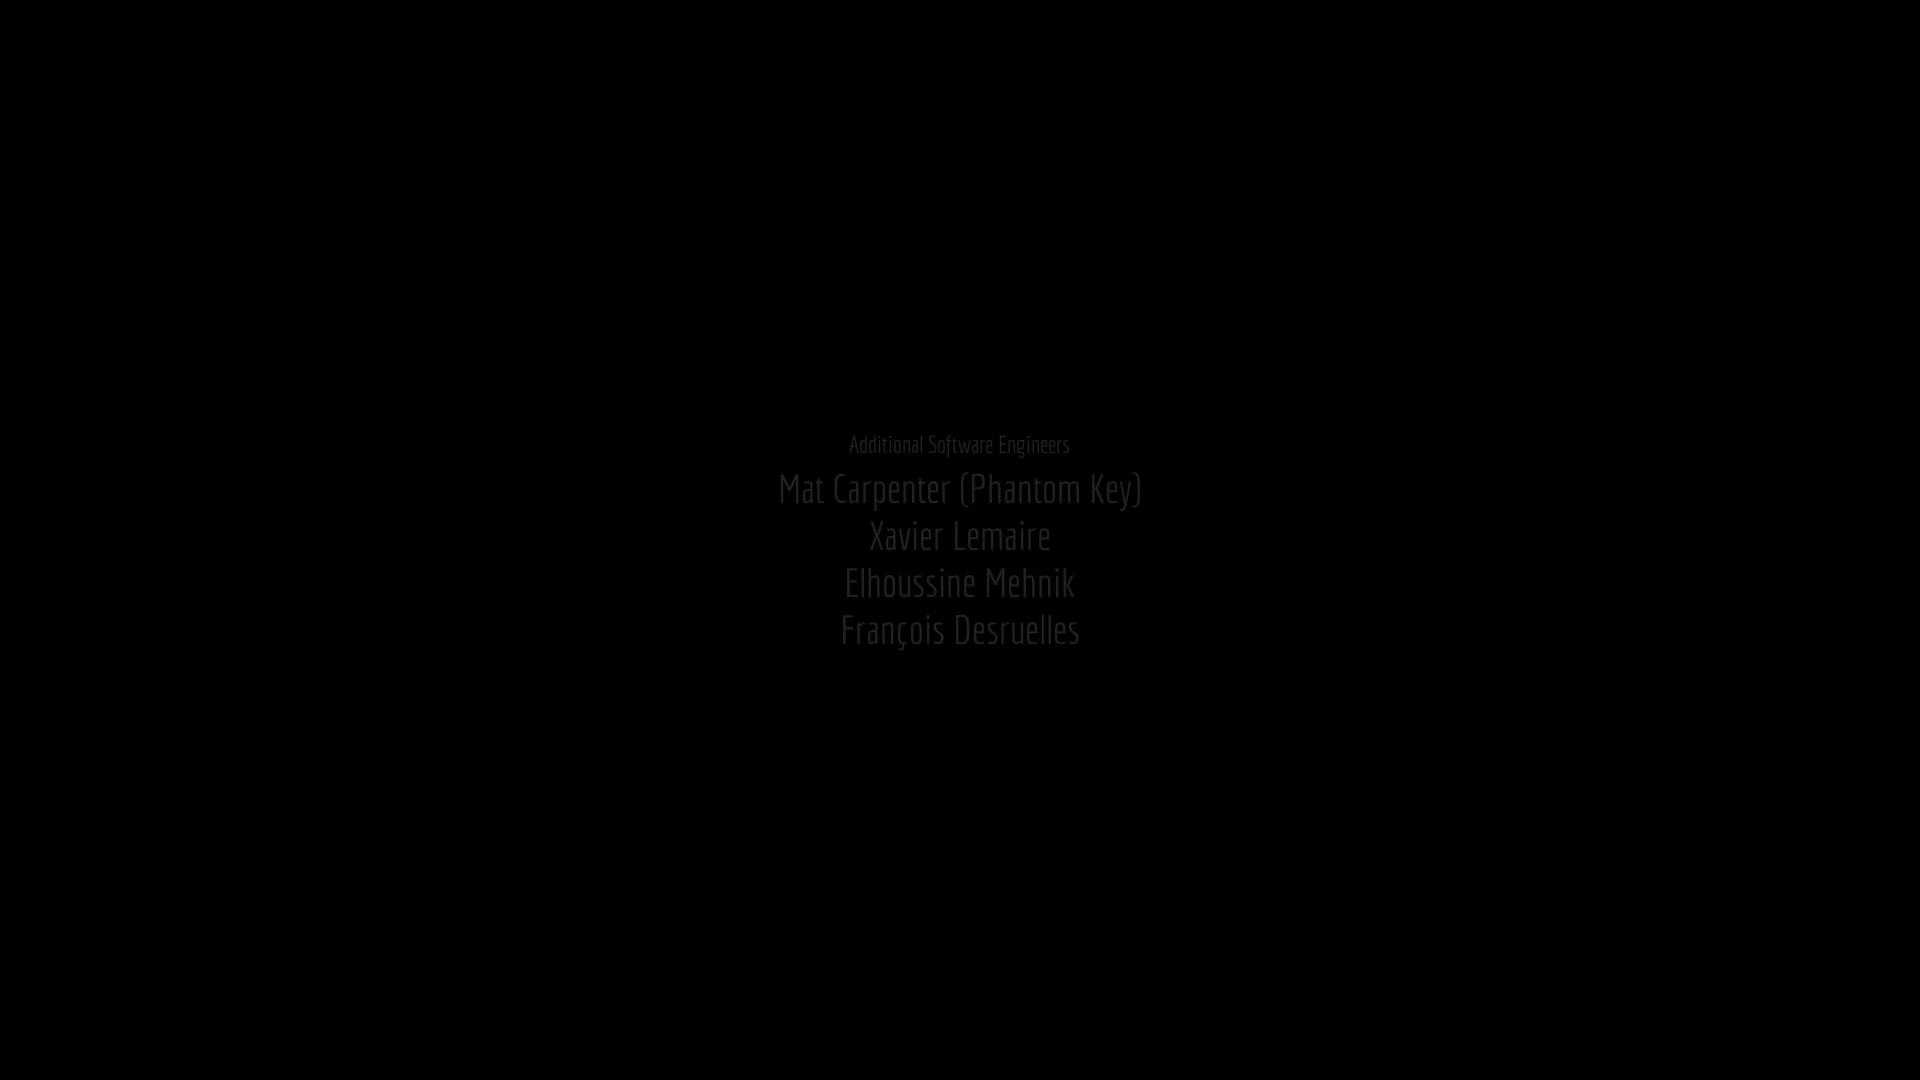 Additional Software Engineers
Mat Carpenter (Phantom Key)
Xavier Lemaire
Elhoussine Mehnik
François Desruelles